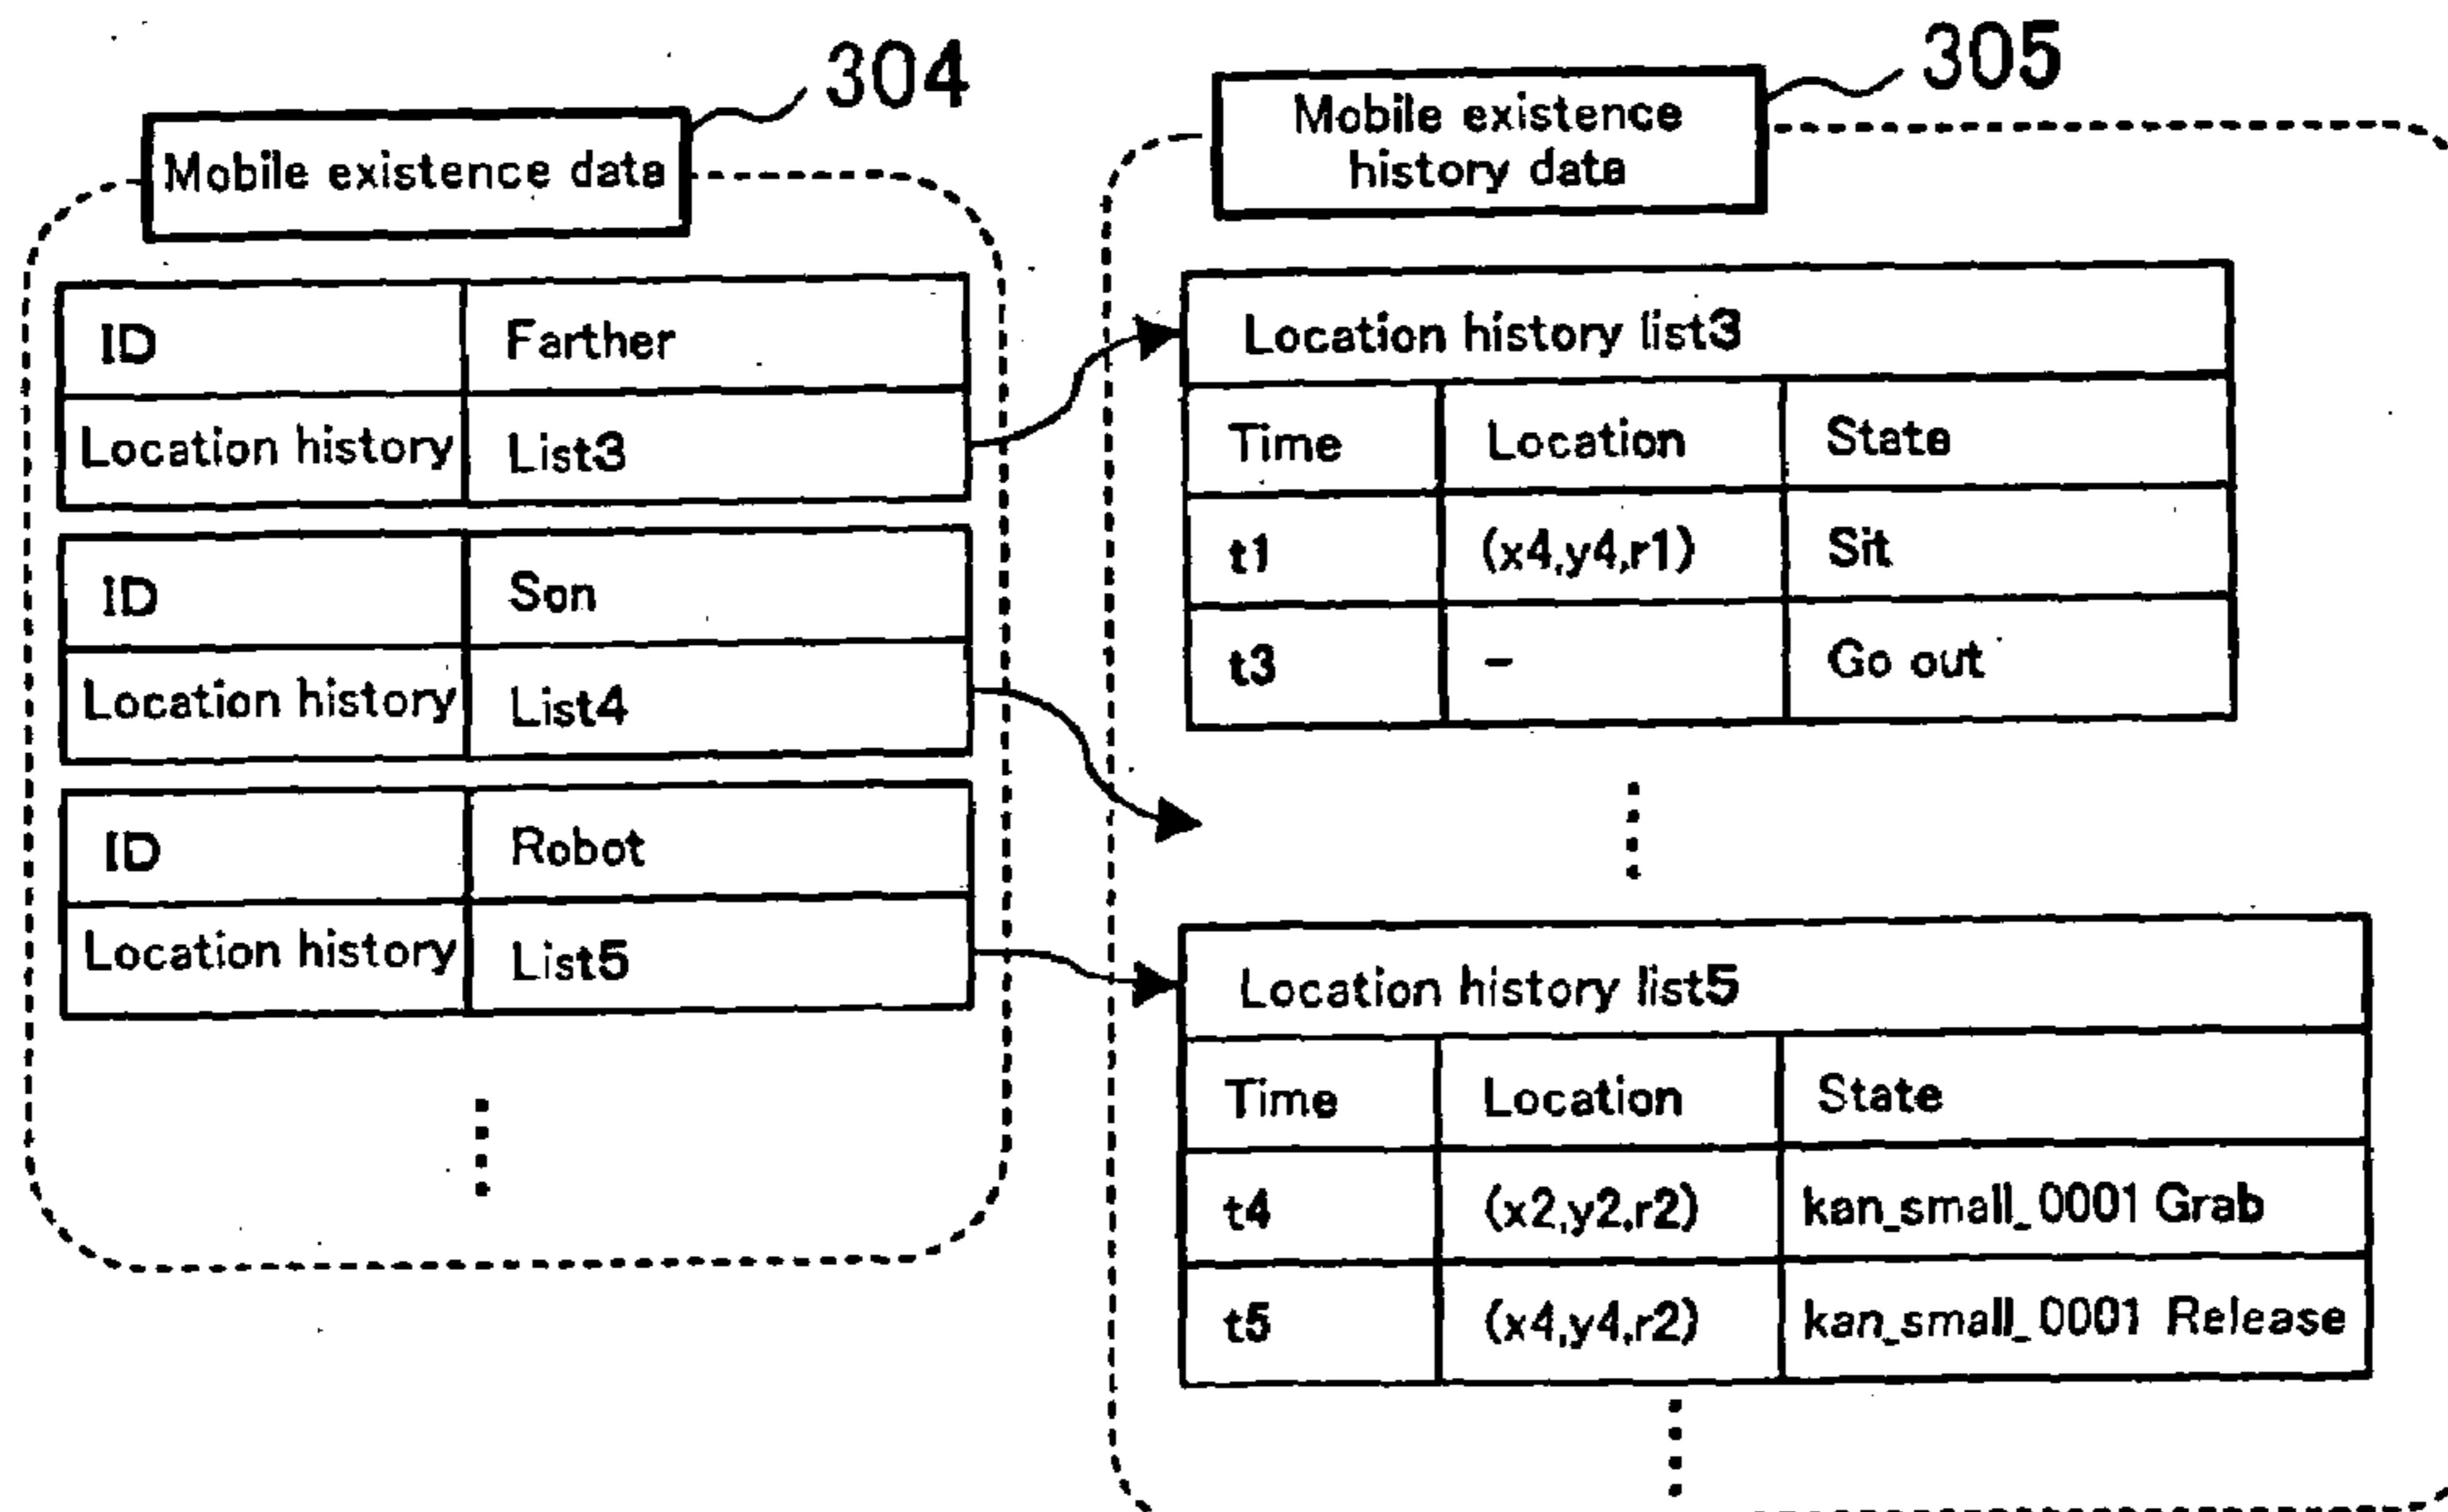 304
Mobile existence data
ID Farther
Location history List3
ID Son
Location history List4
ID Robot
Location history List5
305
Mobile existence
history data
Location history list3
Time Location State
t1 (x4,y4,r1) Sit
t3 - Go out
Location history list5
Time Location State
t4 (x2,y2,r2) kan_small_0001 Grab
t5 (x4,y4,r2) kan_small_0001 Release